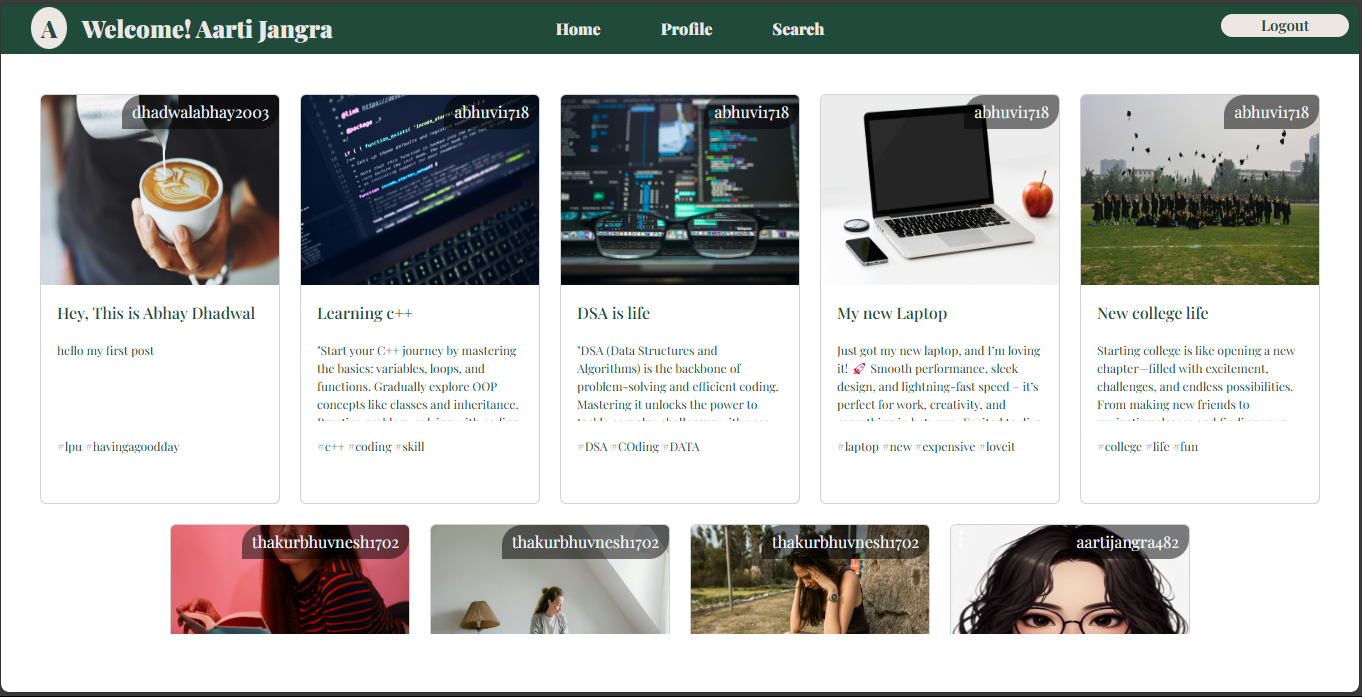 A Welcome! Aarti Jangra Home Profile Search Logout
dhadwalabhay2003
Hey, This is Abhay Dhadwal
hello my first post
#lpu #havingagoodday
abhuvi1718
Learning c++
"Start your C++ journey by mastering
the basics: variables, loops, and
functions. Gradually explore OOP
concepts like classes and inheritance.
#c++ #coding #skill
abhuvi1718
DSA is life
"DSA (Data Structures and
Algorithms) is the backbone of
problem-solving and efficient coding.
Mastering it unlocks the power to
#DSA #COding #DATA
abhuvi1718
My new Laptop
Just got my new laptop, and I'm loving
it! 🚀 Smooth performance, sleek
design, and lightning-fast speed – it's
perfect for work, creativity, and
#laptop #new #expensive #loveit
abhuvi1718
New college life
Starting college is like opening a new
chapter—filled with excitement,
challenges, and endless possibilities.
From making new friends to
#college #life #fun
thakurbhuvnesh1702
thakurbhuvnesh1702
thakurbhuvnesh1702
aartijangra482